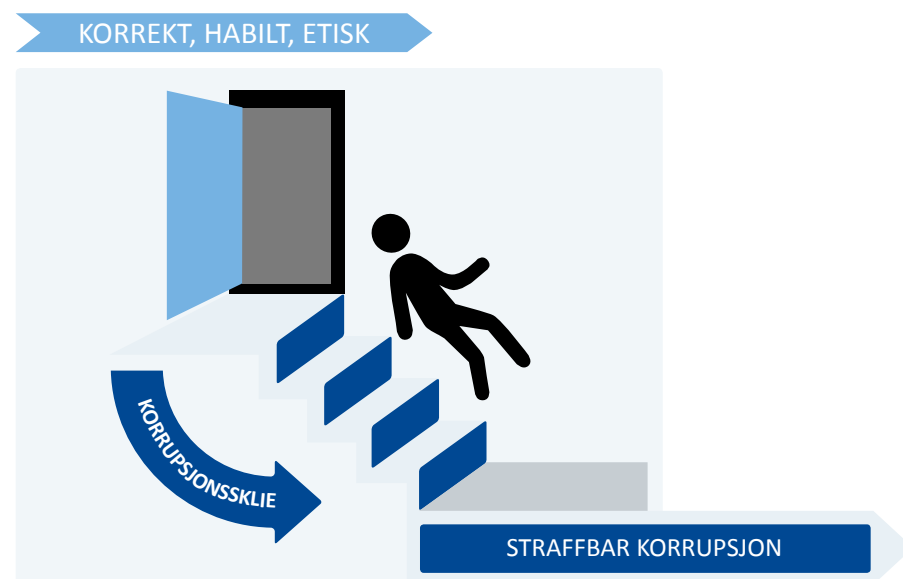 KORREKT, HABILT, ETISK
KORRUPSJONSSKLIE
STRAFFBAR KORRUPSJON